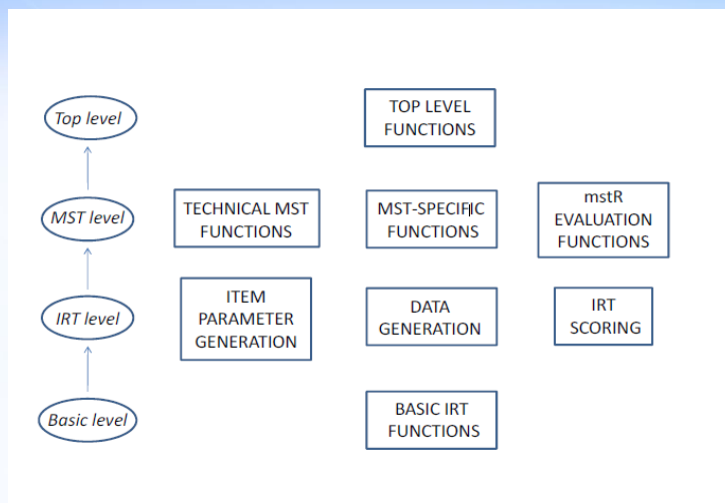 Top level
TOP LEVEL
FUNCTIONS
MST level
TECHNICAL MST
FUNCTIONS
MST-SPECIFIC
FUNCTIONS
mstR
EVALUATION
FUNCTIONS
IRT level
ITEM
PARAMETER
GENERATION
DATA
GENERATION
IRT
SCORING
Basic level
BASIC IRT
FUNCTIONS